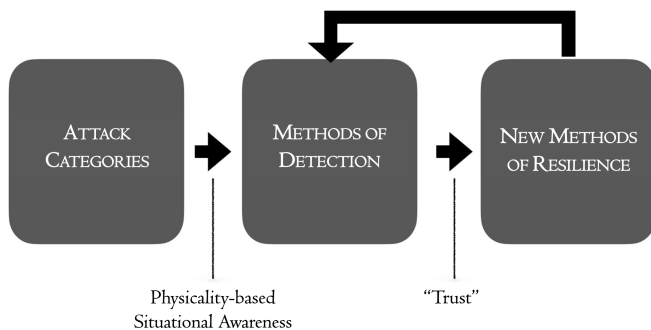 ATTACK
CATEGORIES
METHODS OF
DETECTION
NEW METHODS
OF RESILIENCE
Physicality-based
Situational Awareness
“Trust”